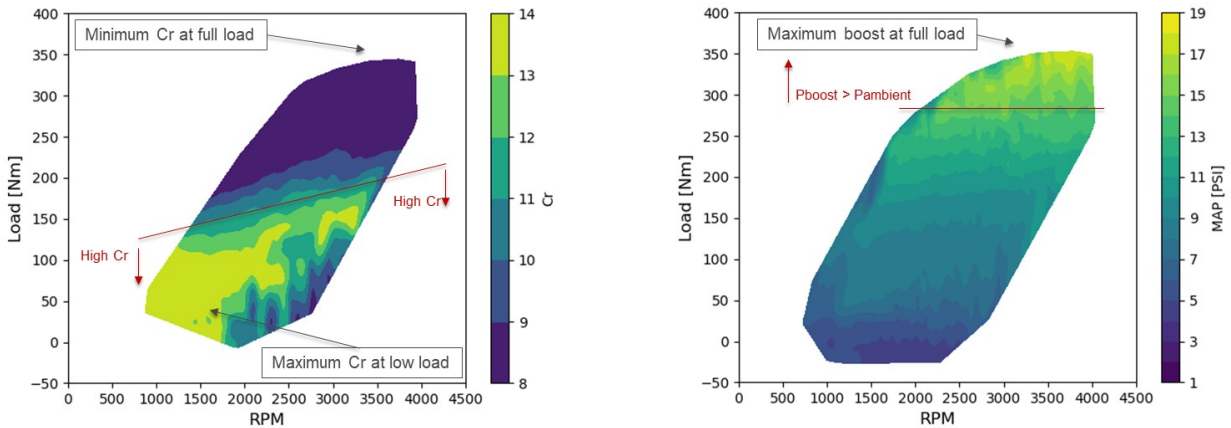 Minimum Cr at full load
High Cr
High Cr
Maximum Cr at low load
400
350
300
250
200
150
100
50
0
−50
Load [Nm]
0 500 1000 1500 2000 2500 3000 3500 4000 4500
RPM
14
13
12
11
10
9
8
Cr
Maximum boost at full load
Pboost > Pambient
400
350
300
250
200
150
100
50
0
−50
Load [Nm]
0 500 1000 1500 2000 2500 3000 3500 4000 4500
RPM
19
17
15
13
11
9
7
5
3
1
MAP [PSI]